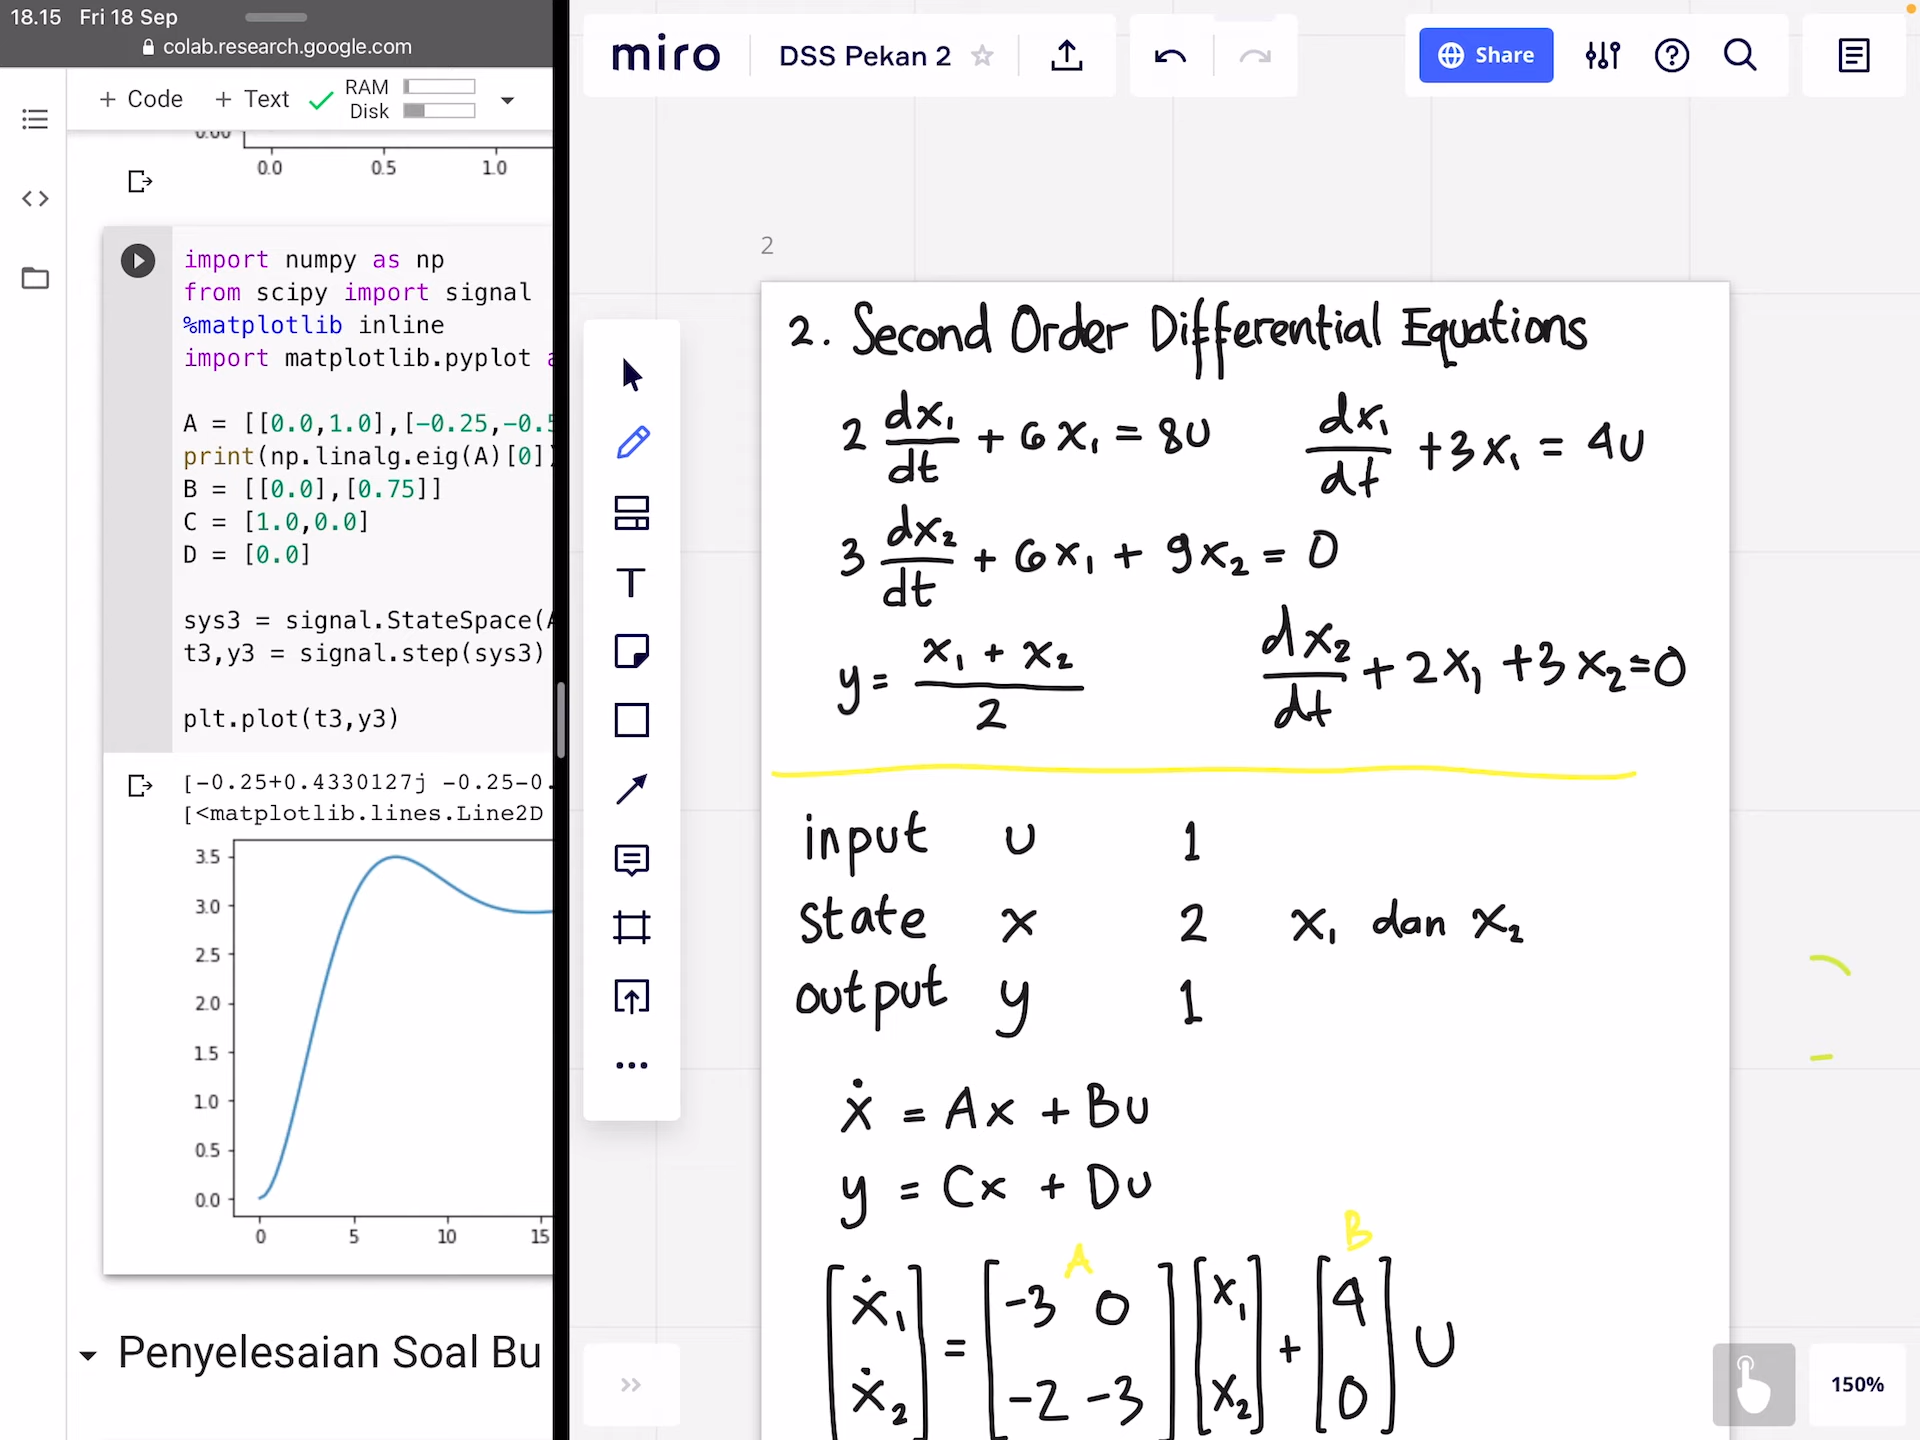 18.15 Fri 18 Sep
colab.research.google.com
+ Code + Text RAM
Disk
0.00
0.0 0.5 1.0
import numpy as np
from scipy import signal
%matplotlib inline
import matplotlib.pyplot a
A = [[0.0,1.0],[-0.25,-0.5
print(np.linalg.eig(A)[0])
B = [[0.0],[0.75]]
C = [1.0,0.0]
D = [0.0]
sys3 = signal.StateSpace(A
t3,y3 = signal.step(sys3)
plt.plot(t3,y3)
[-0.25+0.4330127j -0.25-0.
[<matplotlib.lines.Line2D
3.5
3.0
2.5
2.0
1.5
1.0
0.5
0.0
0 5 10 15
Penyelesaian Soal Bu
miro DSS Pekan 2
Share
2
2. Second Order Differential Equations
2 dx₁/dt + 6x₁ = 8u dx₁/dt + 3x₁ = 4u
3 dx₂/dt + 6x₁ + 9x₂ = 0
y = x₁ + x₂ / 2 dx₂/dt + 2x₁ + 3x₂ = 0
input u 1
state x 2 x₁ dan x₂
output y 1
ẋ = Ax + Bu
y = Cx + Du
A B
[ẋ₁ ẋ₂] = [-3 0 -2 -3] [x₁ x₂] + [4 0] u
150%